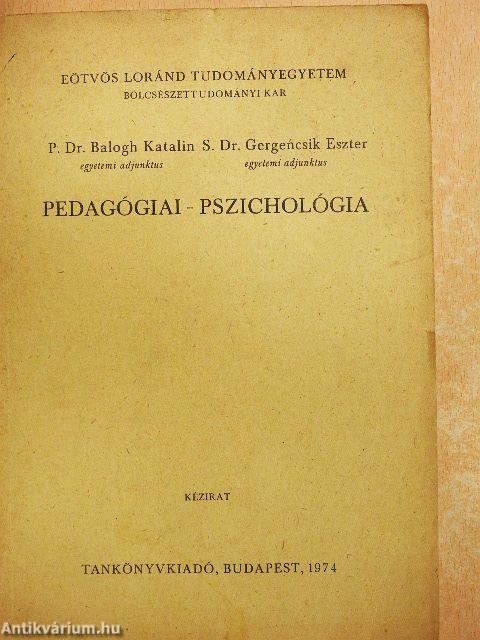 EÖTVÖS LORÁND TUDOMÁNYEGYETEM
BÖLCSÉSZETTUDOMÁNYI KAR
P. Dr. Balogh Katalin S. Dr. Gergencsik Eszter
egyetemi adjunktus egyetemi adjunktus
PEDAGÓGIAI - PSZICHOLÓGIA
KÉZIRAT
TANKÖNYVKIADÓ, BUDAPEST, 1974
Antikvárium.hu